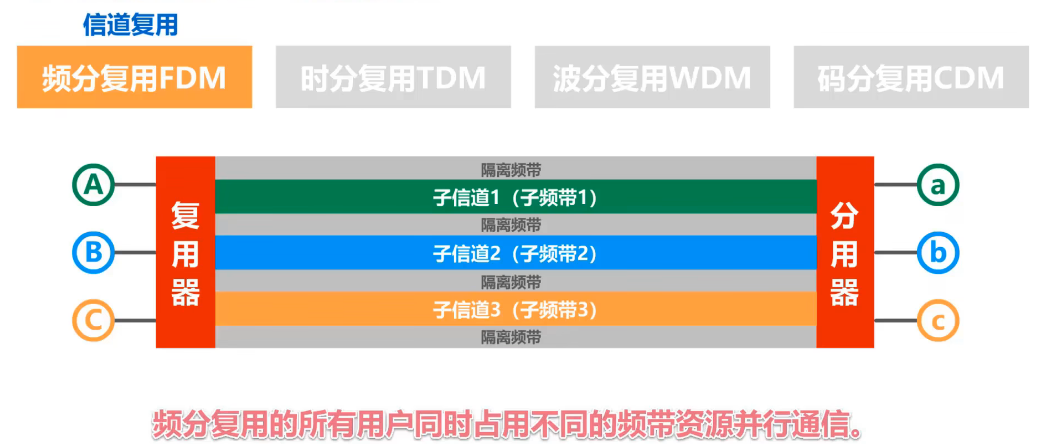 信道复用
频分复用FDM 时分复用TDM 波分复用WDM 码分复用CDM
隔离频带
A 子信道1（子频带1） a
隔离频带
复用器 B 子信道2（子频带2） b 分用器
隔离频带
C 子信道3（子频带3） c
隔离频带
频分复用的所有用户同时占用不同的频带资源并行通信。